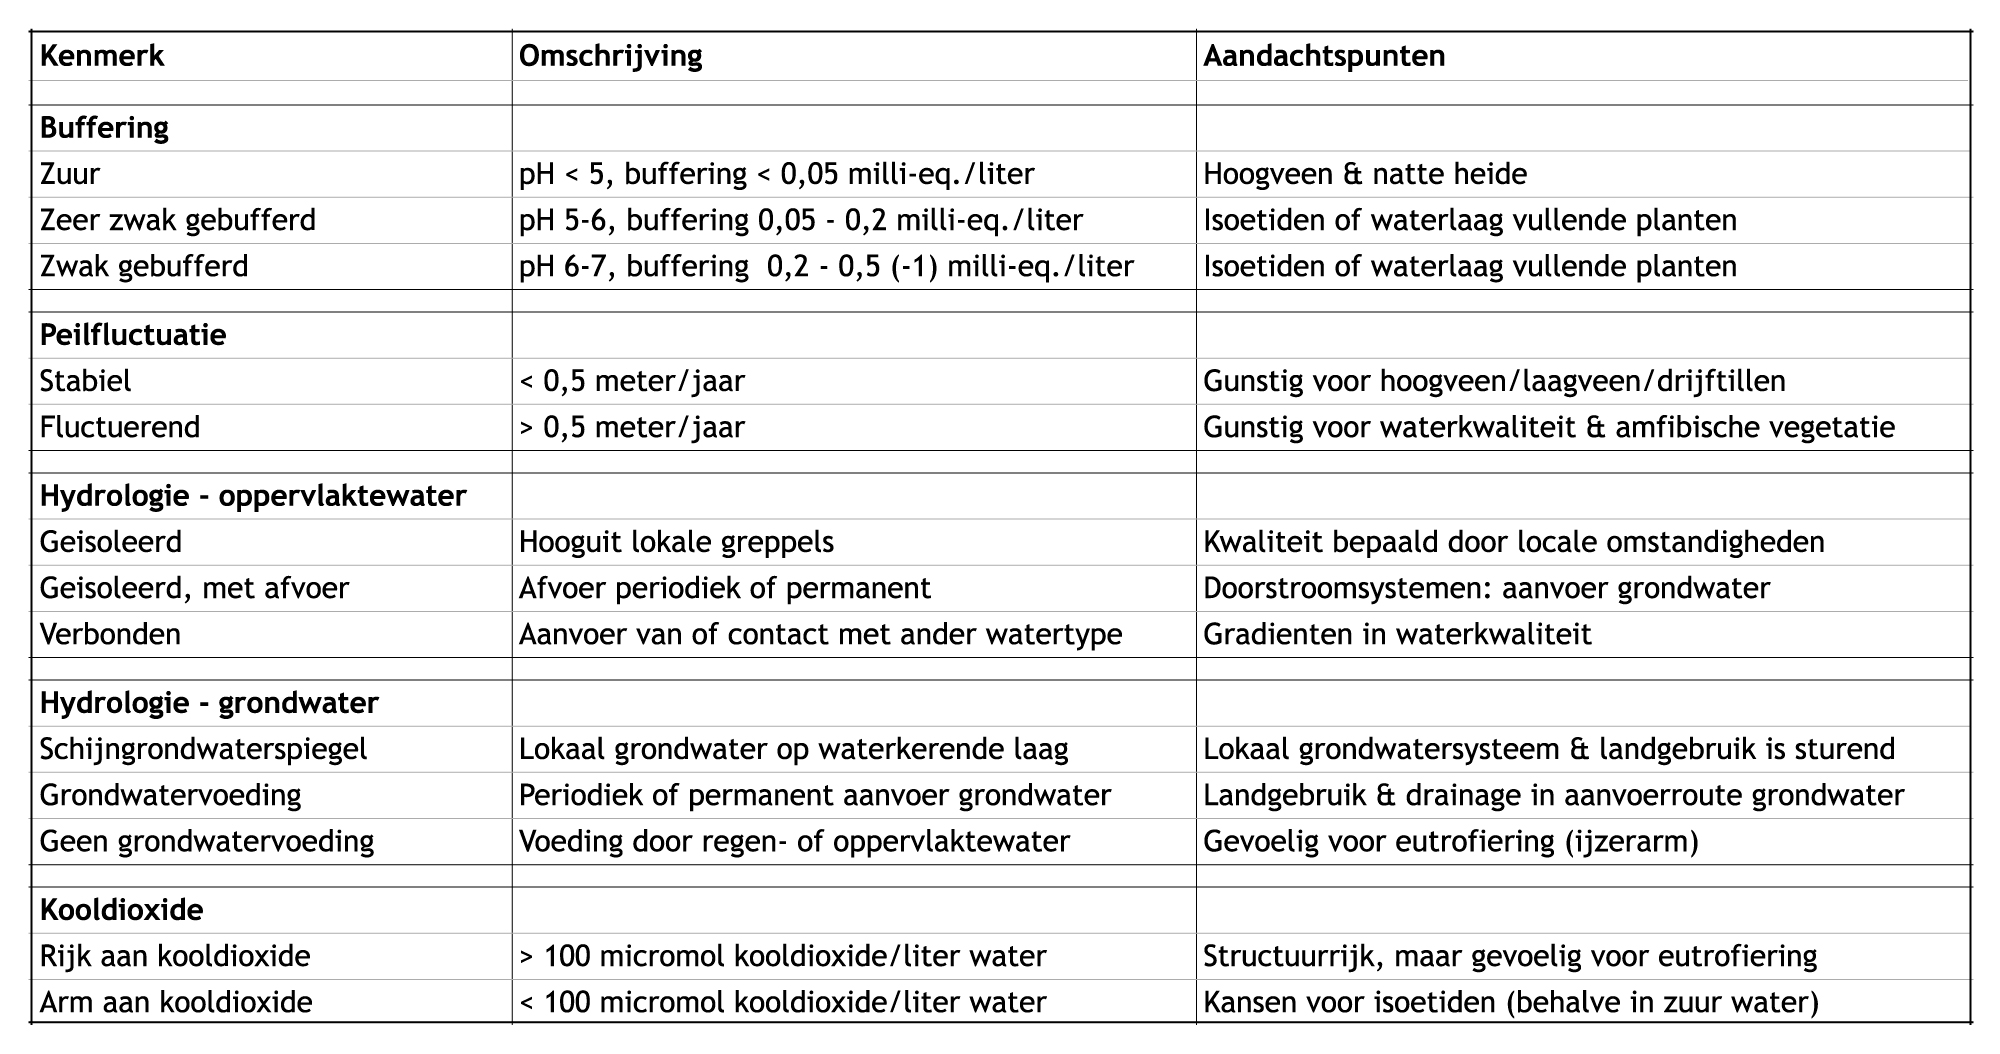 Kenmerk Omschrijving Aandachtspunten
Buffering
Zuur pH < 5, buffering < 0,05 milli-eq./liter Hoogveen & natte heide
Zeer zwak gebufferd pH 5-6, buffering 0,05 - 0,2 milli-eq./liter Isoetiden of waterlaag vullende planten
Zwak gebufferd pH 6-7, buffering  0,2 - 0,5 (-1) milli-eq./liter Isoetiden of waterlaag vullende planten
Peilfluctuatie
Stabiel < 0,5 meter/jaar Gunstig voor hoogveen/laagveen/drijftillen
Fluctuerend > 0,5 meter/jaar Gunstig voor waterkwaliteit & amfibische vegetatie
Hydrologie - oppervlaktewater
Geisoleerd Hooguit lokale greppels Kwaliteit bepaald door locale omstandigheden
Geisoleerd, met afvoer Afvoer periodiek of permanent Doorstroomsystemen: aanvoer grondwater
Verbonden Aanvoer van of contact met ander watertype Gradienten in waterkwaliteit
Hydrologie - grondwater
Schijngrondwaterspiegel Lokaal grondwater op waterkerende laag Lokaal grondwatersysteem & landgebruik is sturend
Grondwatervoeding Periodiek of permanent aanvoer grondwater Landgebruik & drainage in aanvoerroute grondwater
Geen grondwatervoeding Voeding door regen- of oppervlaktewater Gevoelig voor eutrofiering (ijzerarm)
Kooldioxide
Rijk aan kooldioxide > 100 micromol kooldioxide/liter water Structuurrijk, maar gevoelig voor eutrofiering
Arm aan kooldioxide < 100 micromol kooldioxide/liter water Kansen voor isoetiden (behalve in zuur water)